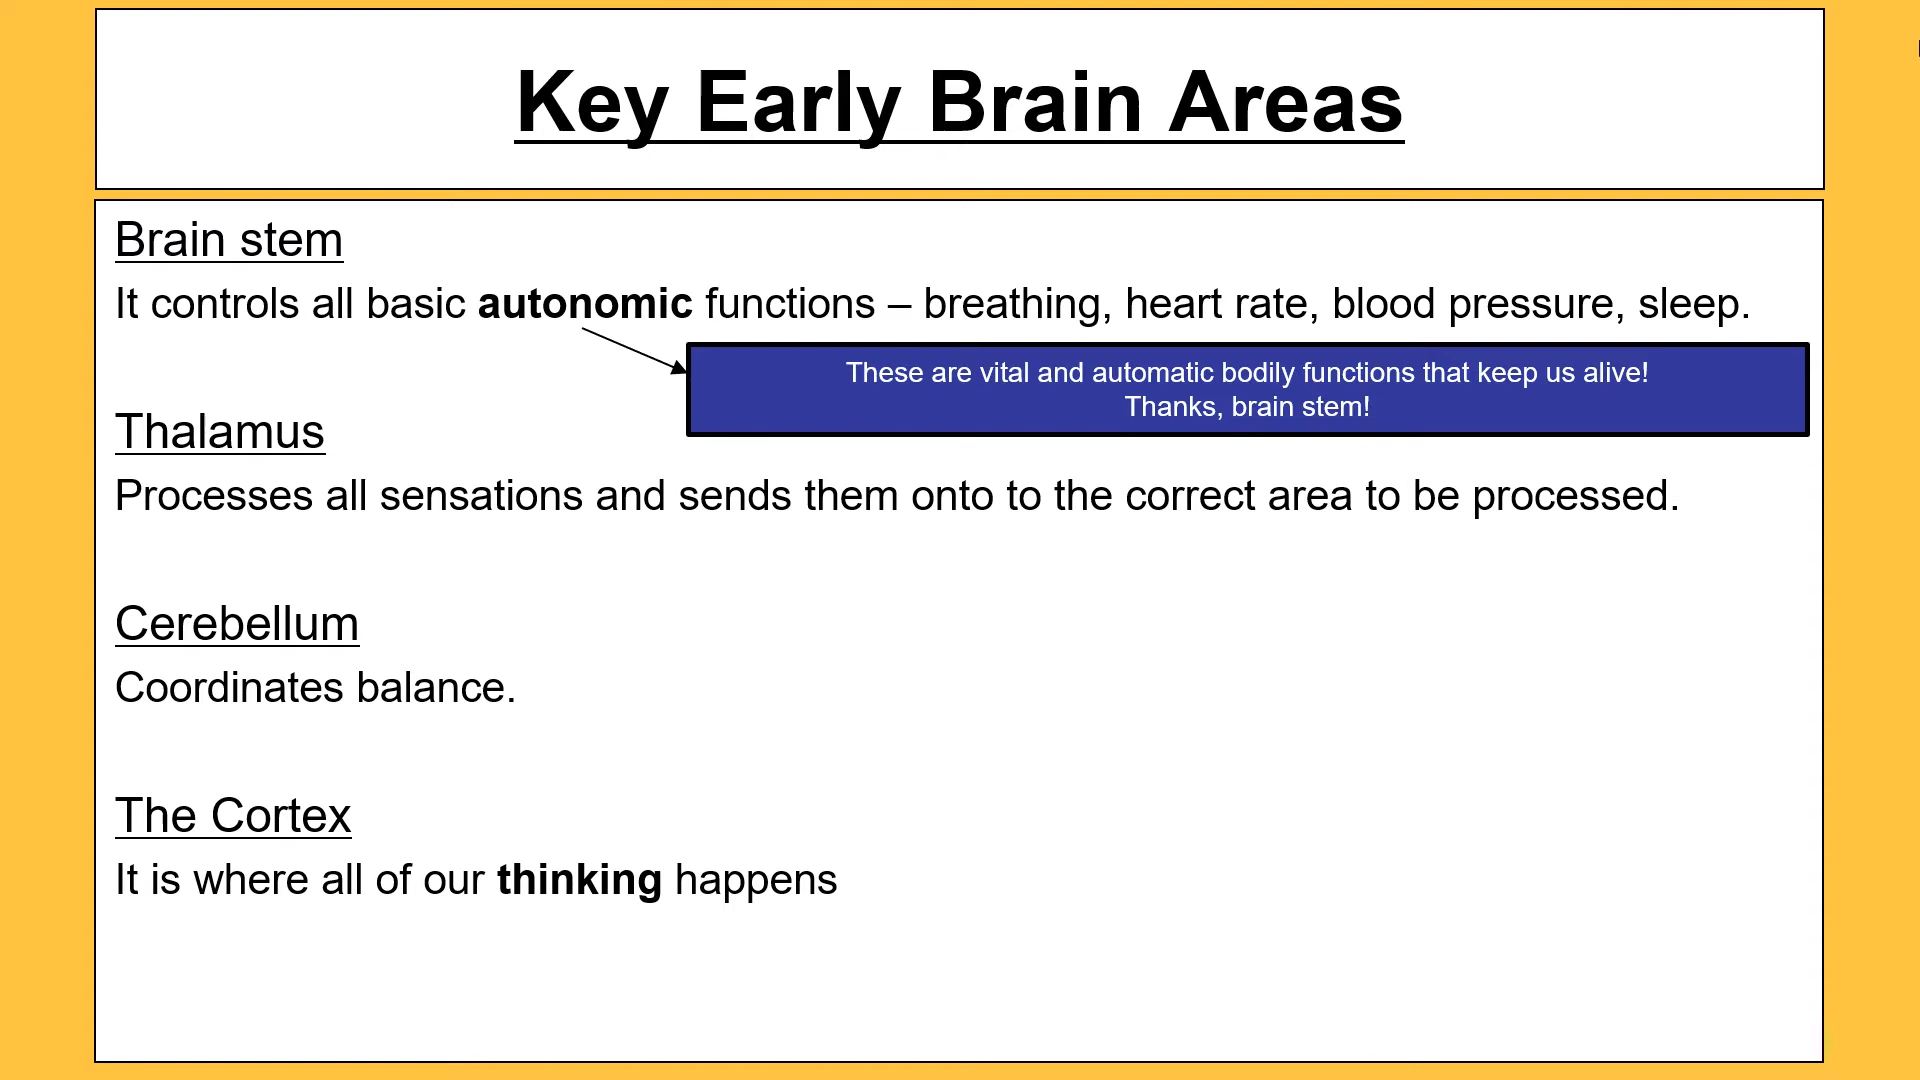 Key Early Brain Areas
Brain stem
It controls all basic autonomic functions – breathing, heart rate, blood pressure, sleep.
These are vital and automatic bodily functions that keep us alive!
Thanks, brain stem!
Thalamus
Processes all sensations and sends them onto to the correct area to be processed.
Cerebellum
Coordinates balance.
The Cortex
It is where all of our thinking happens